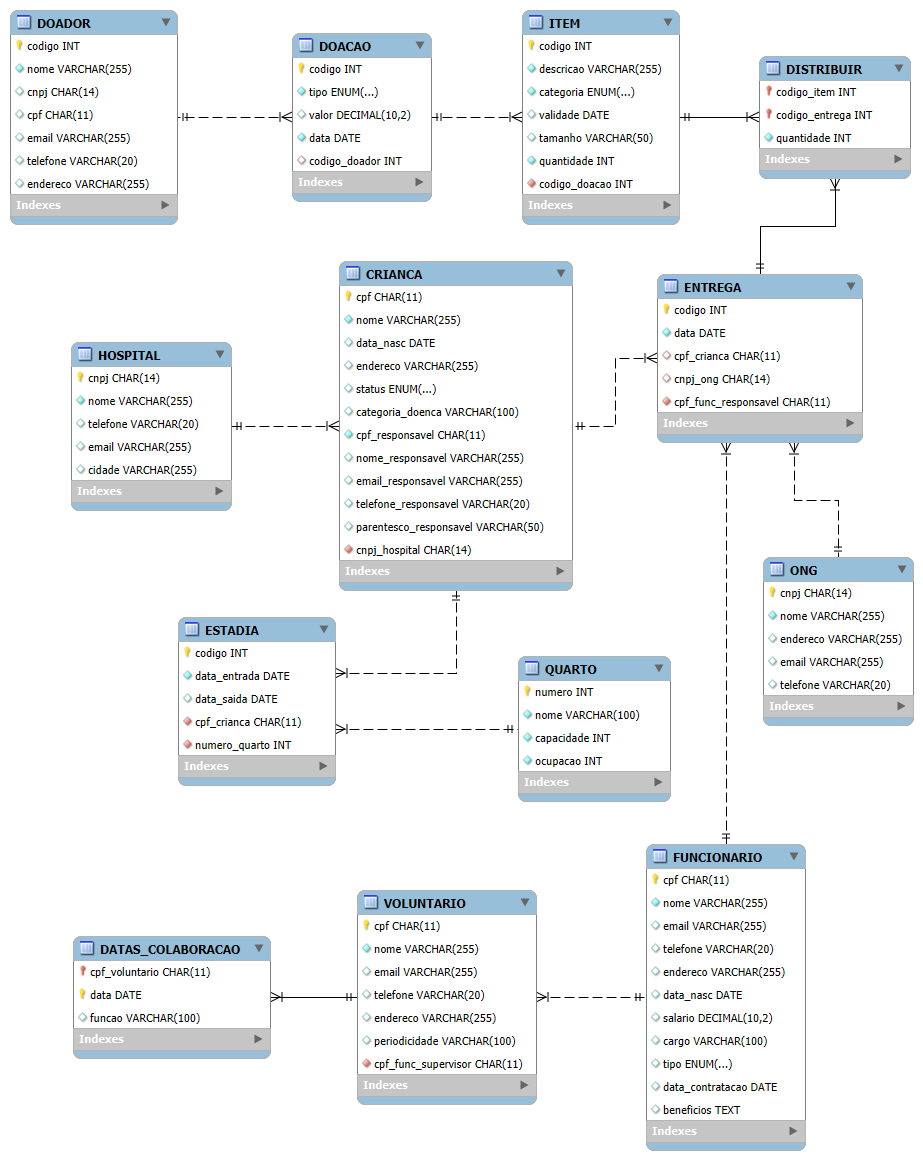 DOADOR
codigo INT
nome VARCHAR(255)
cnpj CHAR(14)
cpf CHAR(11)
email VARCHAR(255)
telefone VARCHAR(20)
endereco VARCHAR(255)
Indexes
DOACAO
codigo INT
tipo ENUM(...)
valor DECIMAL(10,2)
data DATE
codigo_doador INT
Indexes
ITEM
codigo INT
descricao VARCHAR(255)
categoria ENUM(...)
validade DATE
tamanho VARCHAR(50)
quantidade INT
codigo_doacao INT
Indexes
DISTRIBUIR
codigo_item INT
codigo_entrega INT
quantidade INT
Indexes
CRIANCA
cpf CHAR(11)
nome VARCHAR(255)
data_nasc DATE
endereco VARCHAR(255)
status ENUM(...)
categoria_doenca VARCHAR(100)
cpf_responsavel CHAR(11)
nome_responsavel VARCHAR(255)
email_responsavel VARCHAR(255)
telefone_responsavel VARCHAR(20)
parentesco_responsavel VARCHAR(50)
cnpj_hospital CHAR(14)
Indexes
ENTREGA
codigo INT
data DATE
cpf_crianca CHAR(11)
cnpj_ong CHAR(14)
cpf_func_responsavel CHAR(11)
Indexes
HOSPITAL
cnpj CHAR(14)
nome VARCHAR(255)
telefone VARCHAR(20)
email VARCHAR(255)
cidade VARCHAR(255)
Indexes
ONG
cnpj CHAR(14)
nome VARCHAR(255)
endereco VARCHAR(255)
email VARCHAR(255)
telefone VARCHAR(20)
Indexes
ESTADIA
codigo INT
data_entrada DATE
data_saida DATE
cpf_crianca CHAR(11)
numero_quarto INT
Indexes
QUARTO
numero INT
nome VARCHAR(100)
capacidade INT
ocupacao INT
Indexes
FUNCIONARIO
cpf CHAR(11)
nome VARCHAR(255)
email VARCHAR(255)
telefone VARCHAR(20)
endereco VARCHAR(255)
data_nasc DATE
salario DECIMAL(10,2)
cargo VARCHAR(100)
tipo ENUM(...)
data_contratacao DATE
beneficios TEXT
Indexes
VOLUNTARIO
cpf CHAR(11)
nome VARCHAR(255)
email VARCHAR(255)
telefone VARCHAR(20)
endereco VARCHAR(255)
periodicidade VARCHAR(100)
cpf_func_supervisor CHAR(11)
Indexes
DATAS_COLABORACAO
cpf_voluntario CHAR(11)
data DATE
funcao VARCHAR(100)
Indexes